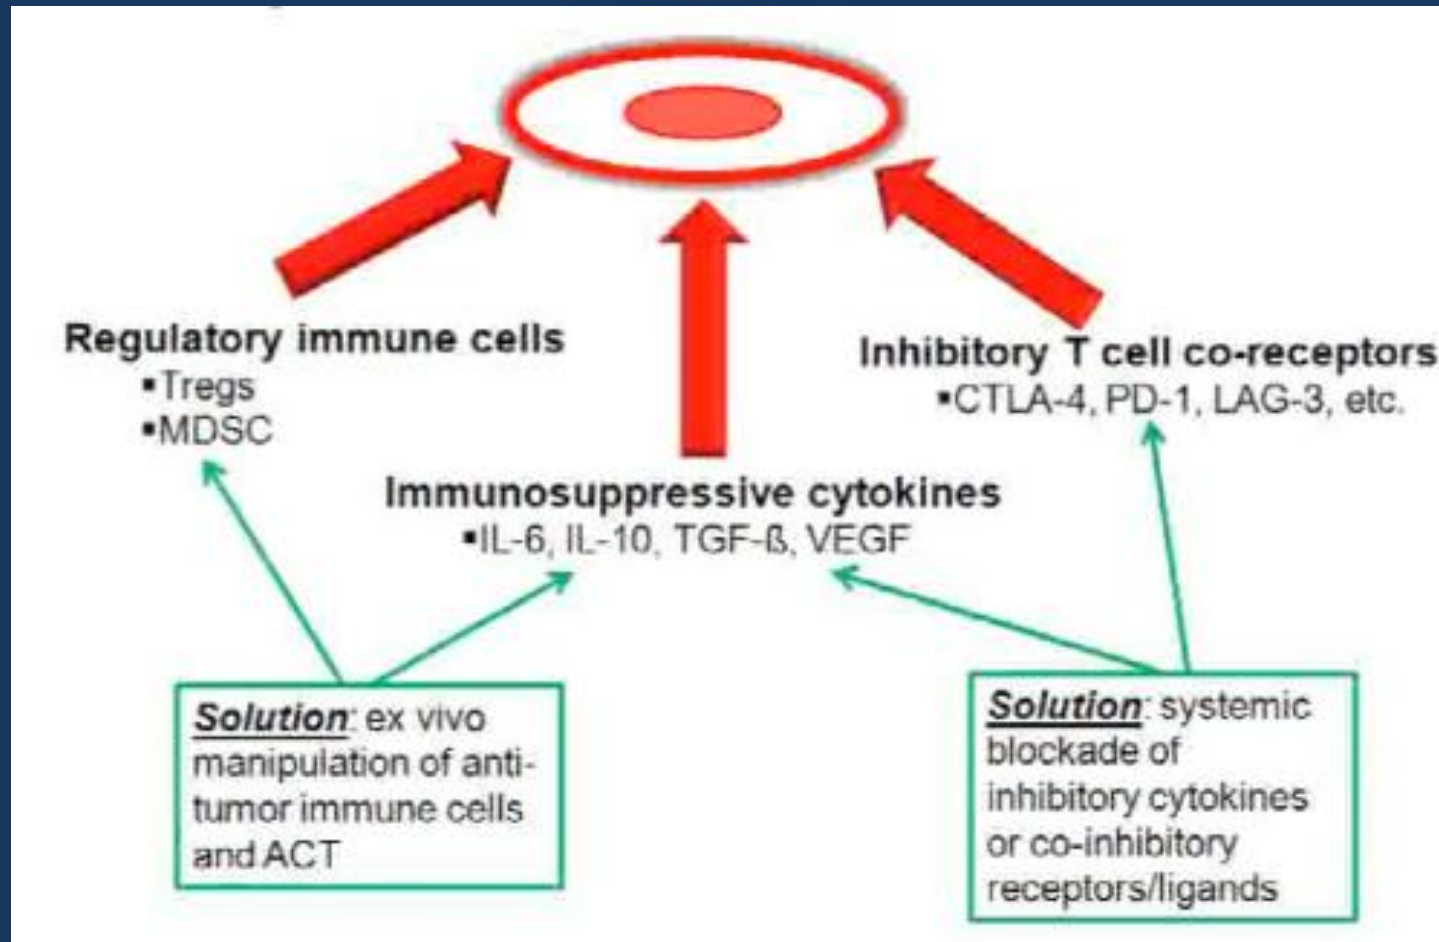 Regulatory immune cells
▪Tregs
▪MDSC
Inhibitory T cell co-receptors
▪CTLA-4, PD-1, LAG-3, etc.
Immunosuppressive cytokines
▪IL-6, IL-10, TGF-ß, VEGF
Solution: ex vivo
manipulation of anti-
tumor immune cells
and ACT
Solution: systemic
blockade of
inhibitory cytokines
or co-inhibitory
receptors/ligands